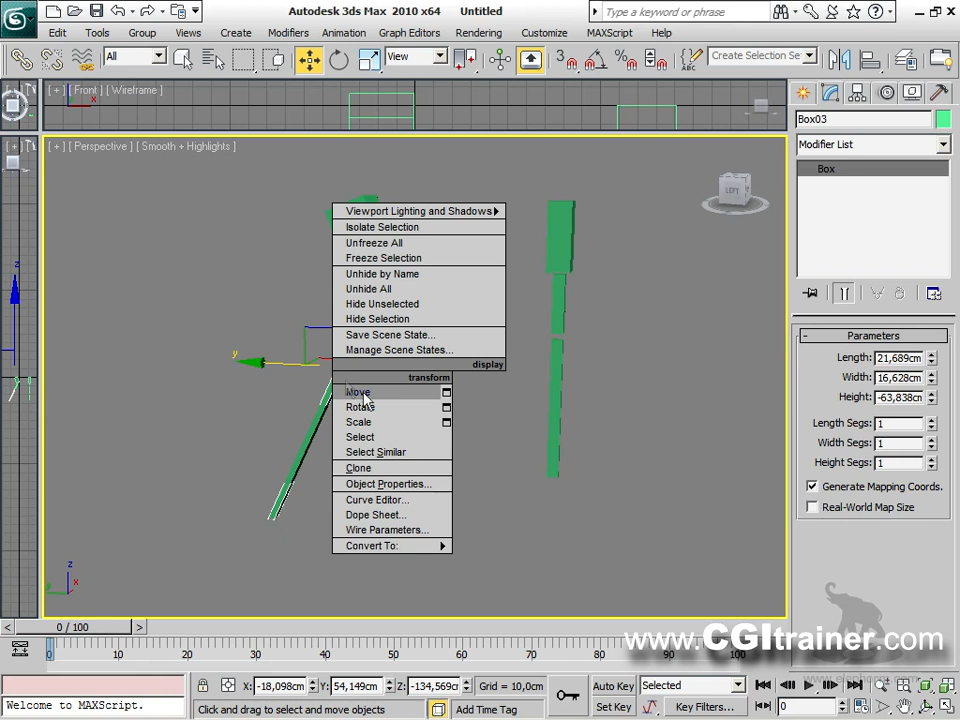 Autodesk 3ds Max 2010 x64 Untitled
Type a keyword or phrase
Edit Tools Group Views Create Modifiers Animation Graph Editors Rendering Customize MAXScript Help
All View 3 Create Selection Se
[ + ] [ Front ] [ Wireframe ]
[ + ] [ Perspective ] [ Smooth + Highlights ]
LEFT
Viewport Lighting and Shadows
Isolate Selection
Unfreeze All
Freeze Selection
Unhide by Name
Unhide All
Hide Unselected
Hide Selection
Save Scene State...
Manage Scene States...
display
transform
Move
Rotate
Scale
Select
Select Similar
Clone
Object Properties...
Curve Editor...
Dope Sheet...
Wire Parameters...
Convert To:
Box03
Modifier List
Box
Parameters
Length: 21,689cm
Width: 16,628cm
Height: -63,838cm
Length Segs: 1
Width Segs: 1
Height Segs: 1
Generate Mapping Coords.
Real-World Map Size
0 / 100
0 10 20 30 40 50 60 70 80 90 100
www.CGItrainer.com
X: -18,098cm Y: 54,149cm Z: -134,569cm Grid = 10,0cm Auto Key Selected
Welcome to MAXScript. Click and drag to select and move objects Add Time Tag Set Key Key Filters... 0